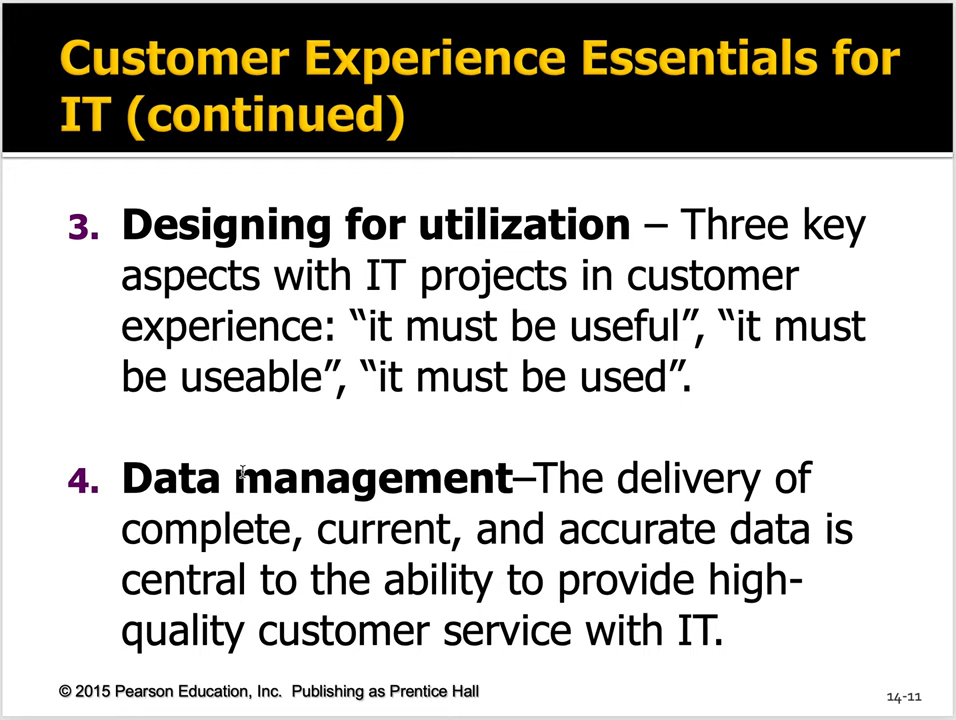 Customer Experience Essentials for
IT (continued)
3. Designing for utilization – Three key
aspects with IT projects in customer
experience: “it must be useful”, “it must
be useable”, “it must be used”.
4. Data management–The delivery of
complete, current, and accurate data is
central to the ability to provide high-
quality customer service with IT.
© 2015 Pearson Education, Inc. Publishing as Prentice Hall
14-11